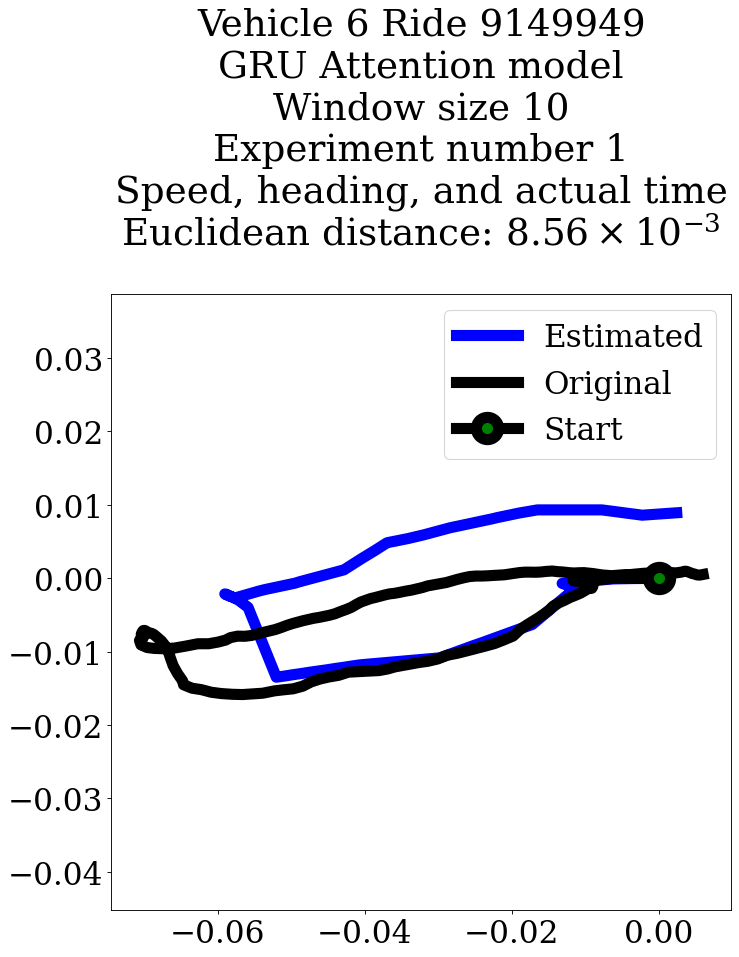 Vehicle 6 Ride 9149949
GRU Attention model
Window size 10
Experiment number 1
Speed, heading, and actual time
Euclidean distance: 8.56 × 10⁻³
Estimated
Original
Start
0.03
0.02
0.01
0.00
−0.01
−0.02
−0.03
−0.04
−0.06
−0.04
−0.02
0.00